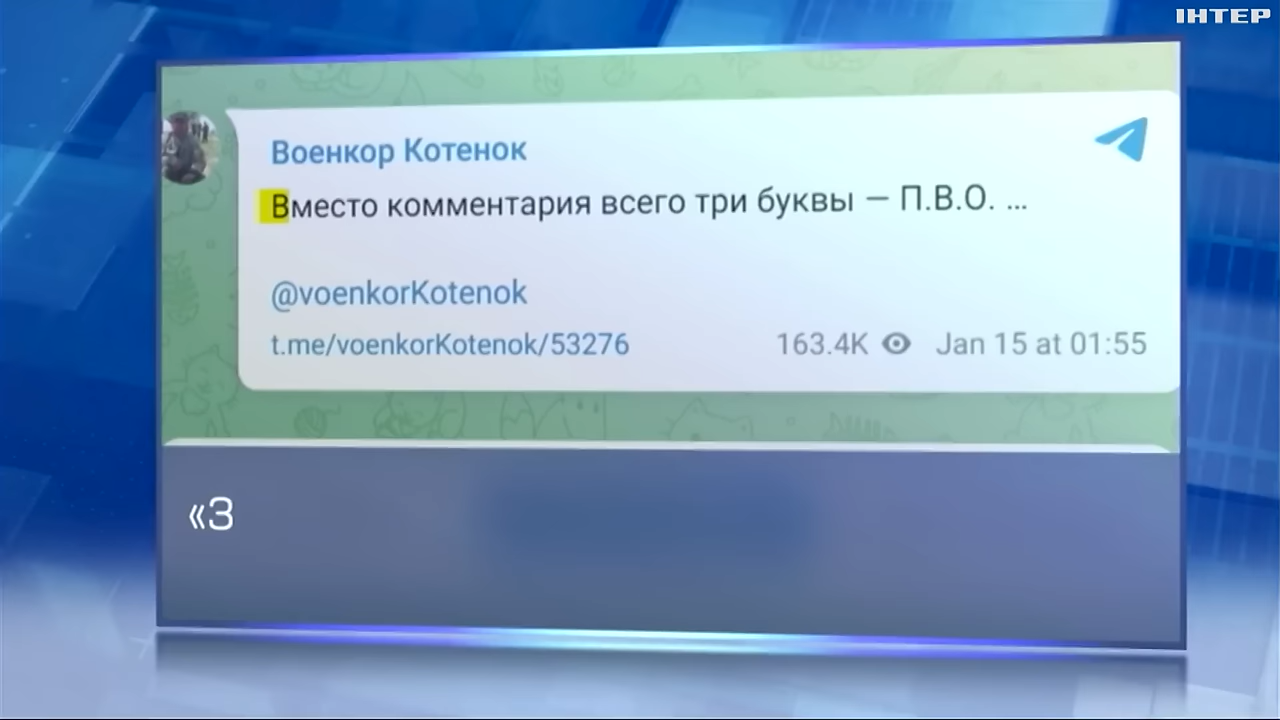 ІНТЕР
Военкор Котенок
Вместо комментария всего три буквы — П.В.О. ...
@voenkorKotenok
t.me/voenkorKotenok/53276 163.4K Jan 15 at 01:55
«З